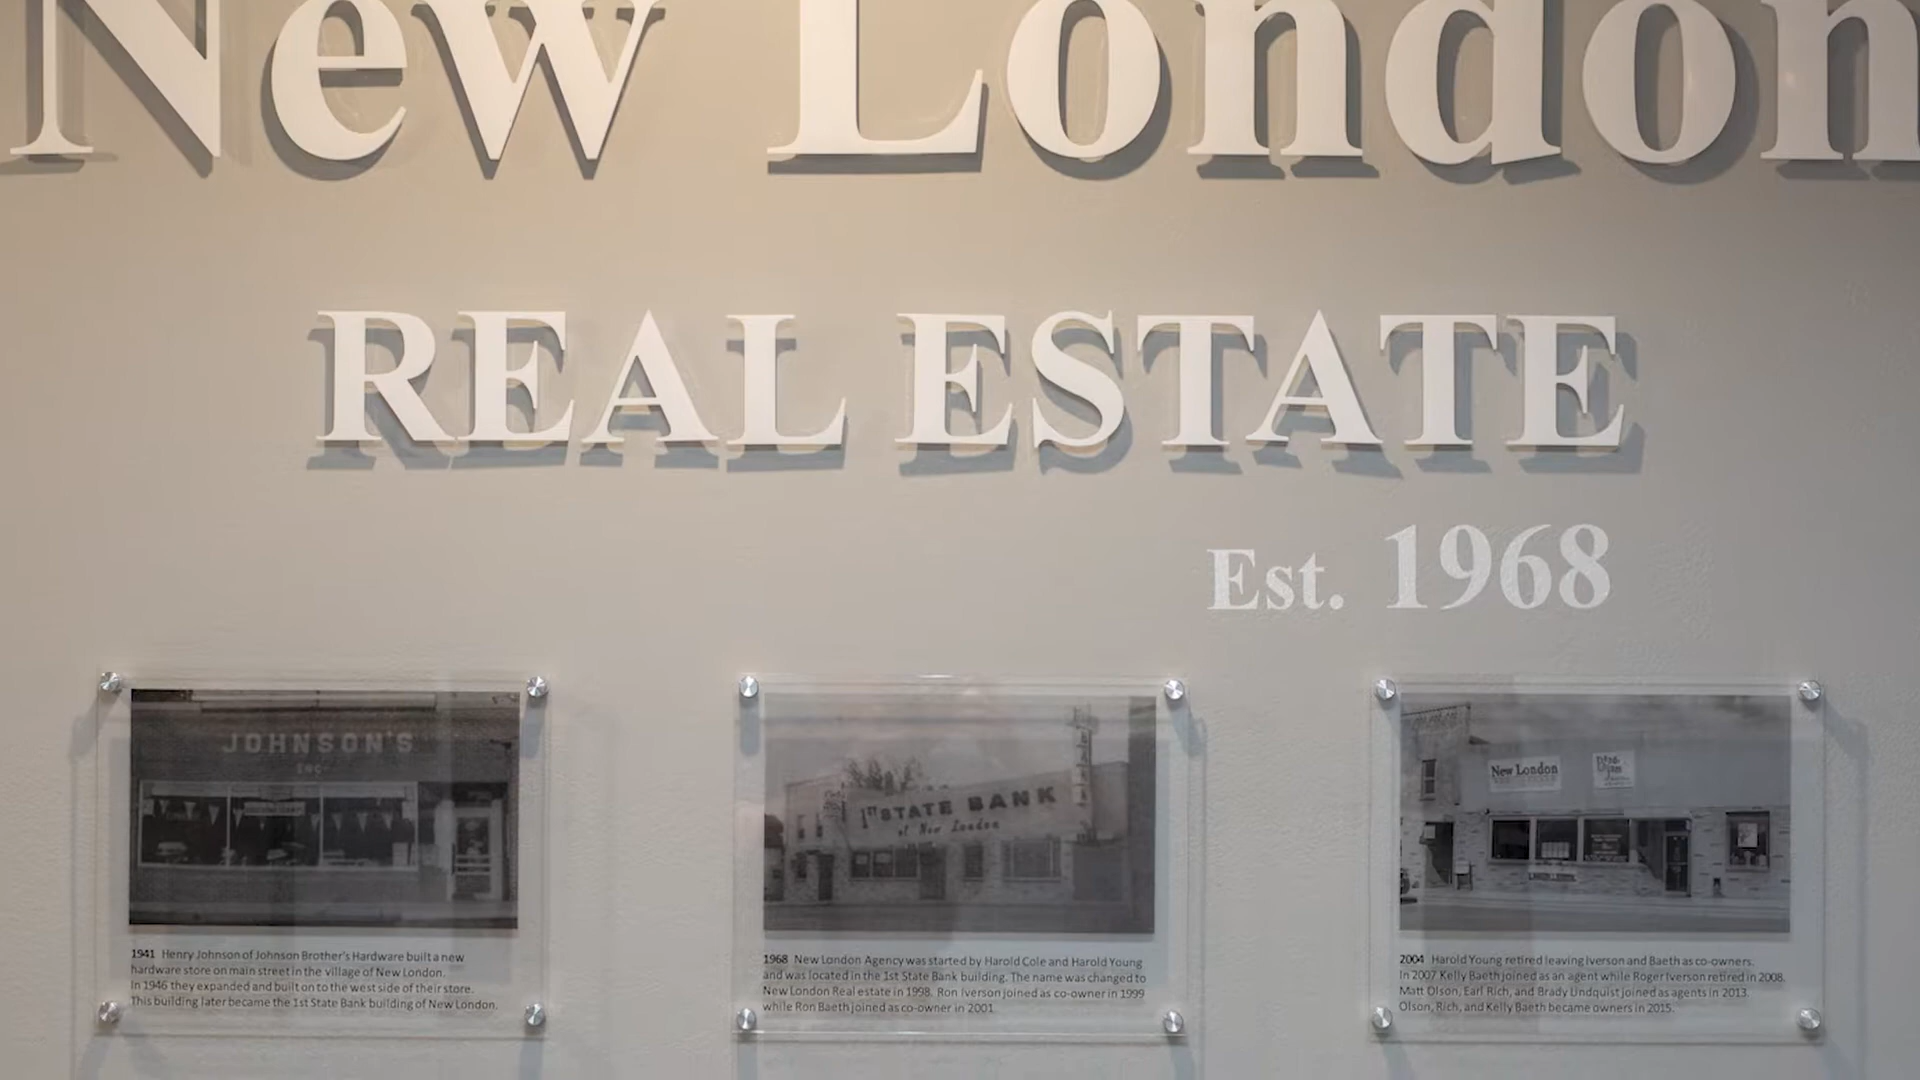 New London
REAL ESTATE
Est. 1968
JOHNSON'S
INC
1941 Henry Johnson of Johnson Brother's Hardware built a new
hardware store on main street in the village of New London.
In 1946 they expanded and built on to the west side of their store.
This building later became the 1st State Bank building of New London.
1ST STATE BANK
of New London
BANK
1968 New London Agency was started by Harold Cole and Harold Young
and was located in the 1st State Bank building. The name was changed to
New London Real estate in 1998. Ron Iverson joined as co-owner in 1999
while Ron Baeth joined as co-owner in 2001
New London
2004 Harold Young retired leaving Iverson and Baeth as co-owners.
In 2007 Kelly Baeth joined as an agent while Roger Iverson retired in 2008.
Matt Olson, Earl Rich, and Brady Lindquist joined as agents in 2013.
Olson, Rich, and Kelly Baeth became owners in 2015.